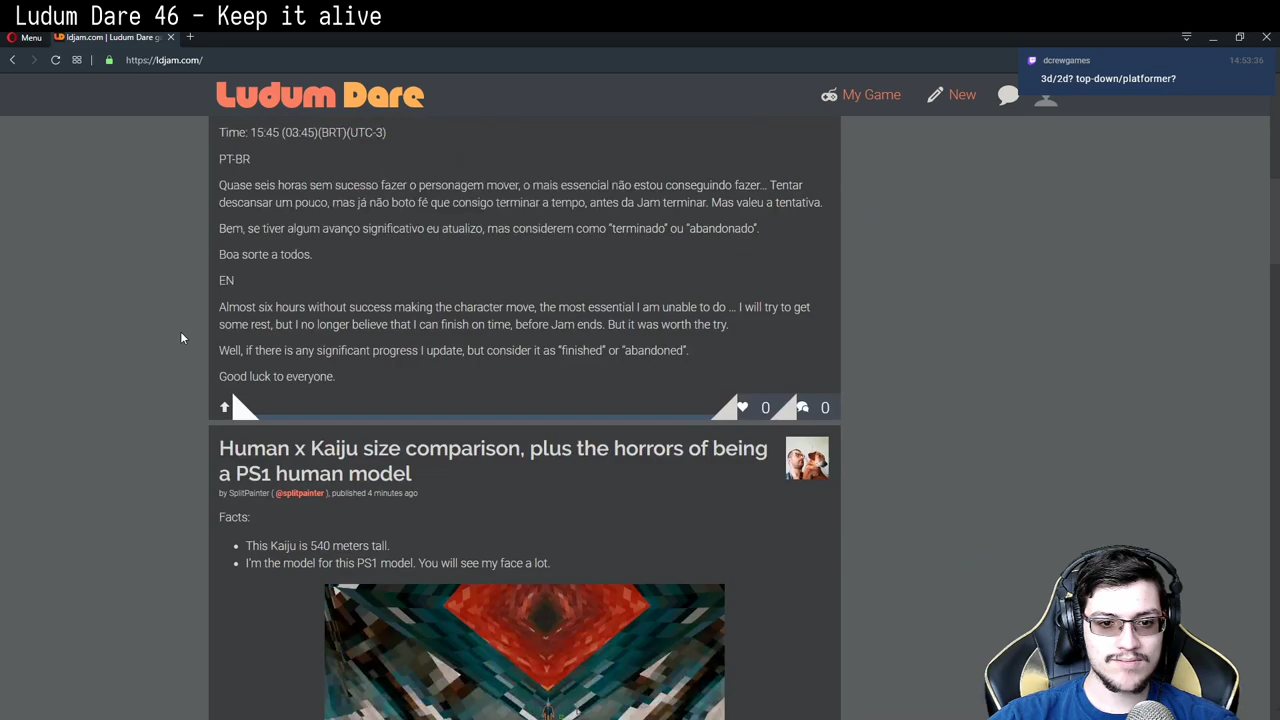 Ludum Dare 46 - Keep it alive
Menu
ldjam.com | Ludum Dare g
https://ldjam.com/
dcrewgames
14:53:36
3d/2d? top-down/platformer?
Ludum Dare
My Game
New
Time: 15:45 (03:45)(BRT)(UTC-3)
PT-BR
Quase seis horas sem sucesso fazer o personagem mover, o mais essencial não estou conseguindo fazer… Tentar
descansar um pouco, mas já não boto fé que consigo terminar a tempo, antes da Jam terminar. Mas valeu a tentativa.
Bem, se tiver algum avanço significativo eu atualizo, mas considerem como “terminado” ou “abandonado”.
Boa sorte a todos.
EN
Almost six hours without success making the character move, the most essential I am unable to do … I will try to get
some rest, but I no longer believe that I can finish on time, before Jam ends. But it was worth the try.
Well, if there is any significant progress I update, but consider it as “finished” or “abandoned”.
Good luck to everyone.
0
0
Human x Kaiju size comparison, plus the horrors of being
a PS1 human model
by SplitPainter ( @splitpainter ), published 4 minutes ago
Facts:
• This Kaiju is 540 meters tall.
• I'm the model for this PS1 model. You will see my face a lot.